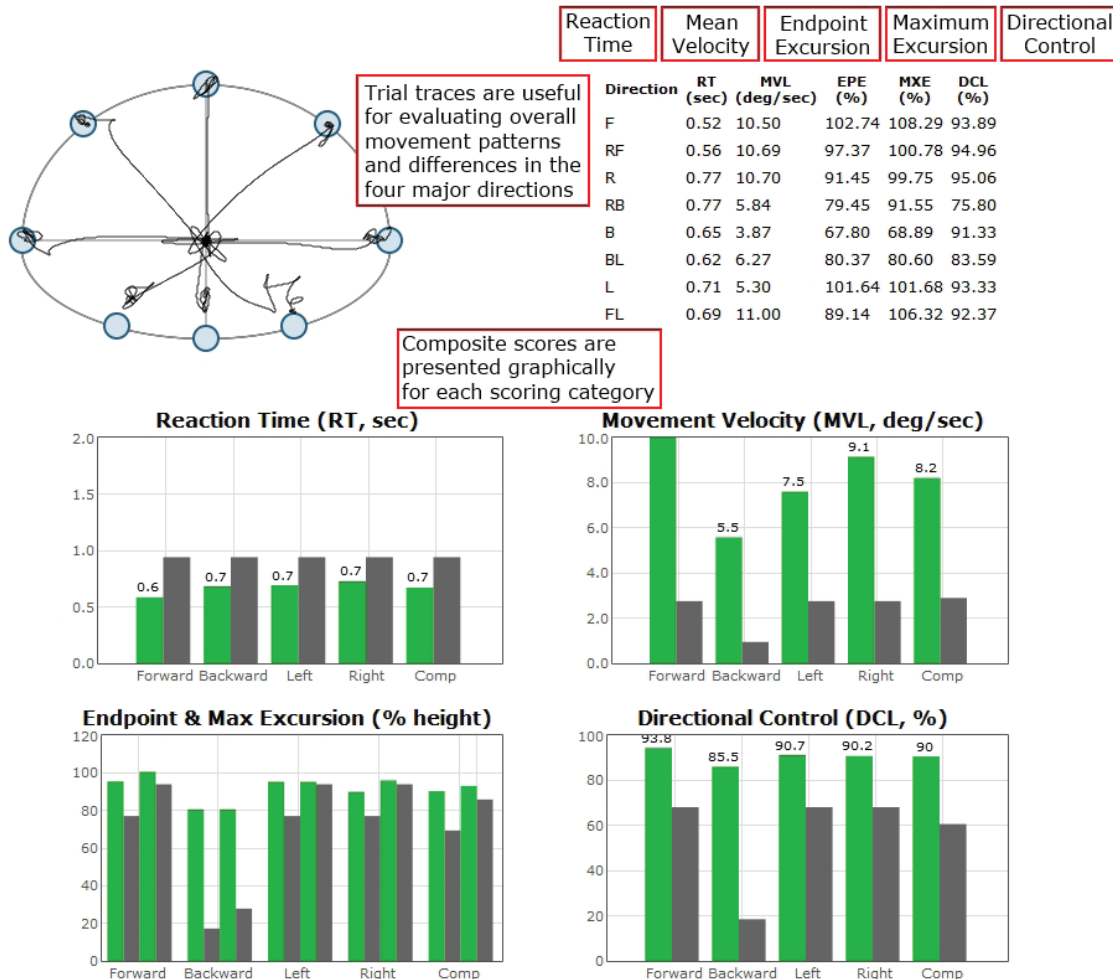 Reaction Time
Mean Velocity
Endpoint Excursion
Maximum Excursion
Directional Control
Trial traces are useful
for evaluating overall
movement patterns
and differences in the
four major directions
Direction RT (sec) MVL (deg/sec) EPE (%) MXE (%) DCL (%)
F 0.52 10.50 102.74 108.29 93.89
RF 0.56 10.69 97.37 100.78 94.96
R 0.77 10.70 91.45 99.75 95.06
RB 0.77 5.84 79.45 91.55 75.80
B 0.65 3.87 67.80 68.89 91.33
BL 0.62 6.27 80.37 80.60 83.59
L 0.71 5.30 101.64 101.68 93.33
FL 0.69 11.00 89.14 106.32 92.37
Composite scores are
presented graphically
for each scoring category
Reaction Time (RT, sec)
2.0
1.5
1.0
0.5
0.0
0.6 0.7 0.7 0.7 0.7
Forward Backward Left Right Comp
Movement Velocity (MVL, deg/sec)
10.0
8.0
6.0
4.0
2.0
0.0
5.5 7.5 9.1 8.2
Forward Backward Left Right Comp
Endpoint & Max Excursion (% height)
120
100
80
60
40
20
0
Forward Backward Left Right Comp
Directional Control (DCL, %)
100
80
60
40
20
0
93.8 85.5 90.7 90.2 90
Forward Backward Left Right Comp